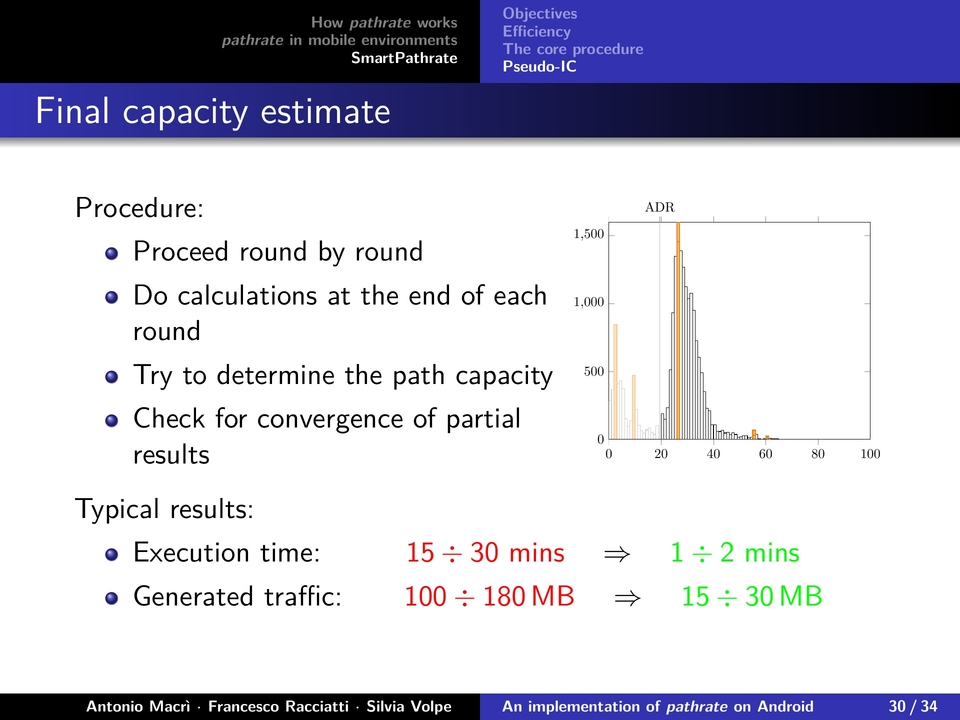 How pathrate works
pathrate in mobile environments
SmartPathrate
Objectives
Efficiency
The core procedure
Pseudo-IC
Final capacity estimate
Procedure:
Proceed round by round
Do calculations at the end of each
round
Try to determine the path capacity
Check for convergence of partial
results
ADR
1,500
1,000
500
0
0 20 40 60 80 100
Typical results:
Execution time: 15 ÷ 30 mins ⇒ 1 ÷ 2 mins
Generated traffic: 100 ÷ 180 MB ⇒ 15 ÷ 30 MB
Antonio Macrì · Francesco Racciatti · Silvia Volpe
An implementation of pathrate on Android
30 / 34